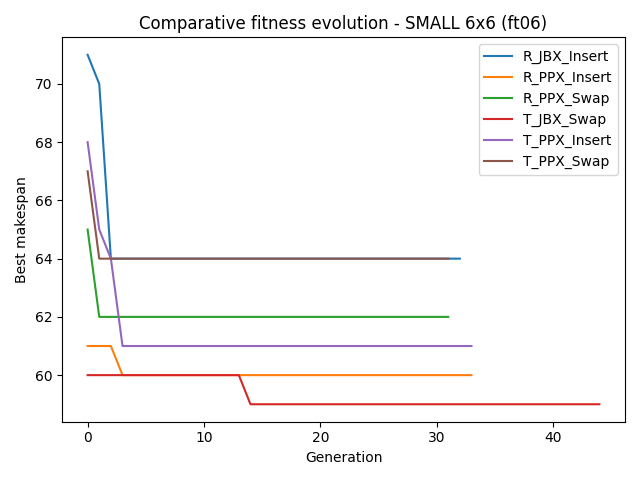 Comparative fitness evolution - SMALL 6x6 (ft06)
R_JBX_Insert
R_PPX_Insert
R_PPX_Swap
T_JBX_Swap
T_PPX_Insert
T_PPX_Swap
Best makespan
70
68
66
64
62
60
0
10
20
30
40
Generation